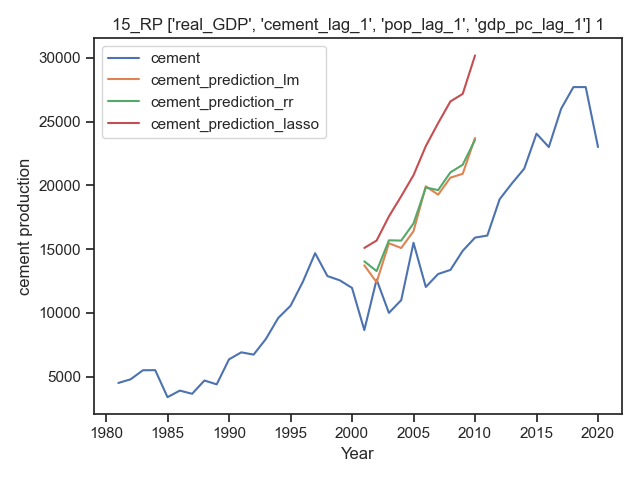 15_RP ['real_GDP', 'cement_lag_1', 'pop_lag_1', 'gdp_pc_lag_1'] 1
cement
cement_prediction_lm
cement_prediction_rr
cement_prediction_lasso
30000
25000
20000
15000
10000
5000
cement production
1980 1985 1990 1995 2000 2005 2010 2015 2020
Year